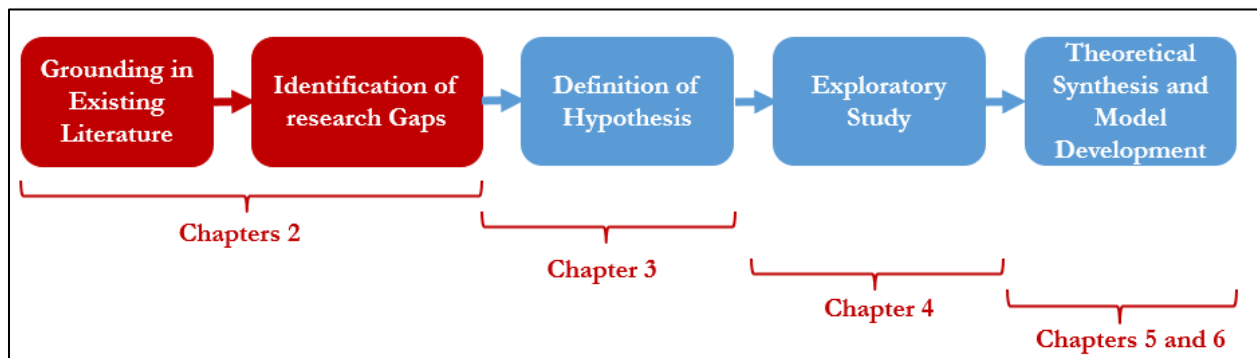 Grounding in
Existing
Literature
Identification of
research Gaps
Definition of
Hypothesis
Exploratory
Study
Theoretical
Synthesis and
Model
Development
Chapters 2
Chapter 3
Chapter 4
Chapters 5 and 6